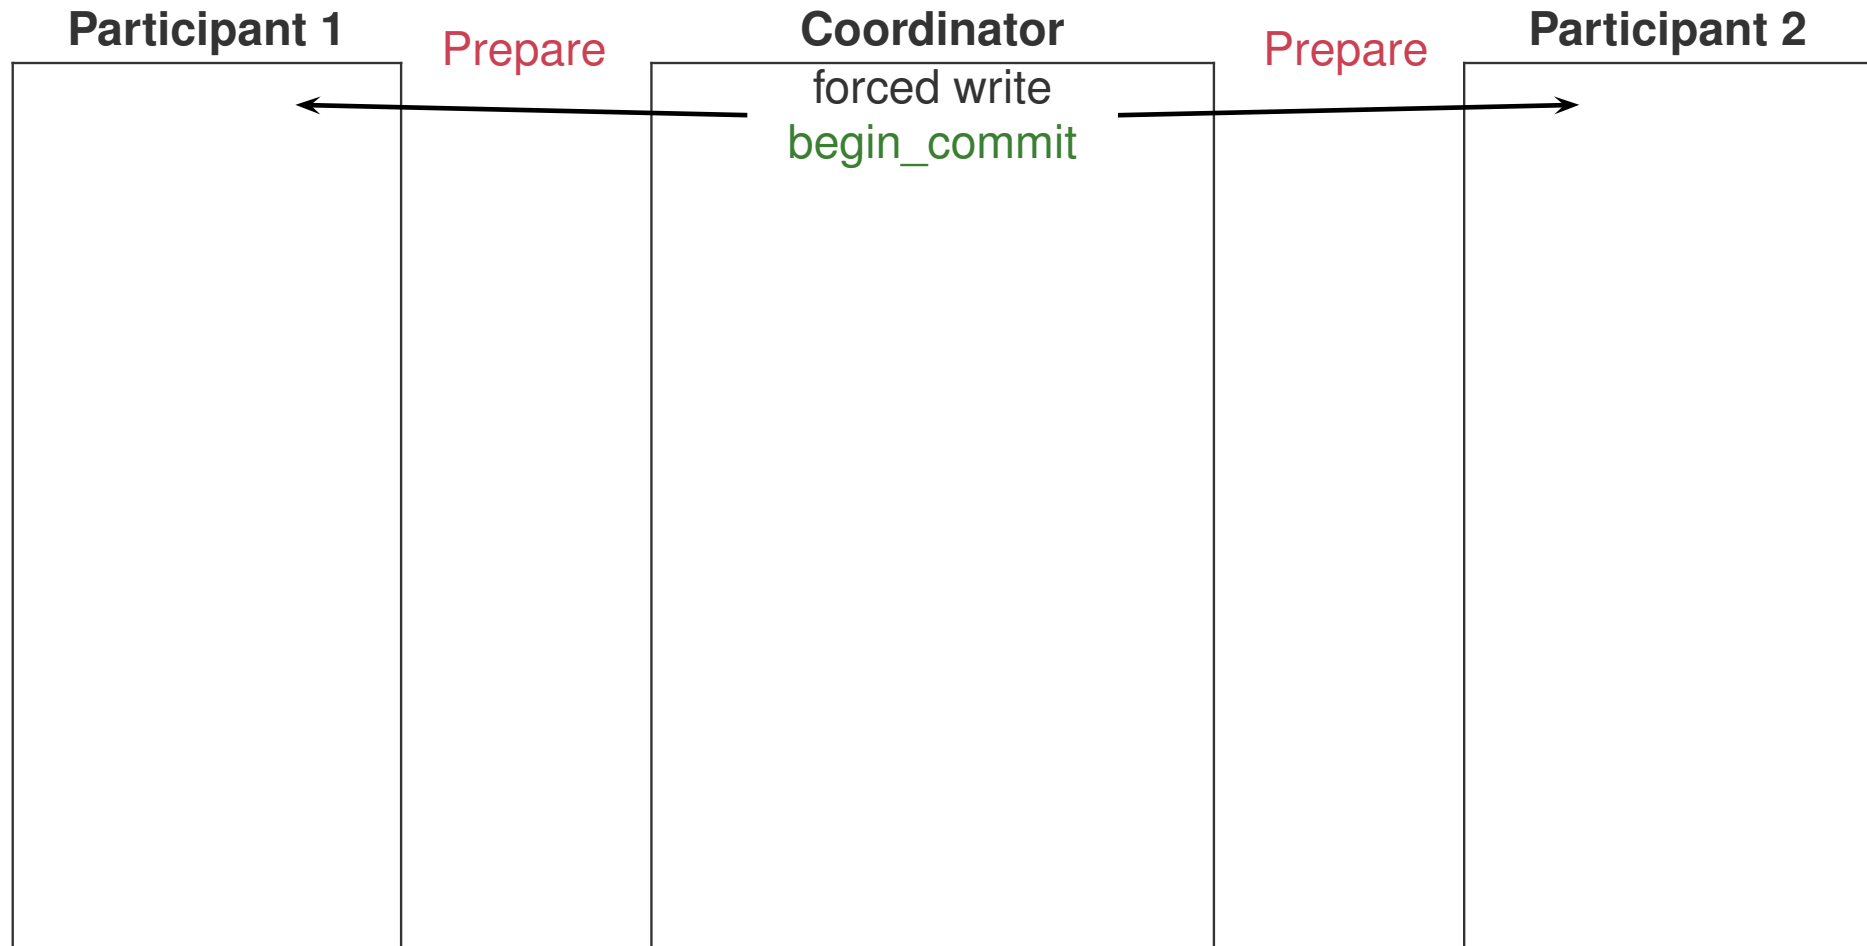 Participant 1
Prepare
Coordinator
Prepare
Participant 2
forced write
begin_commit